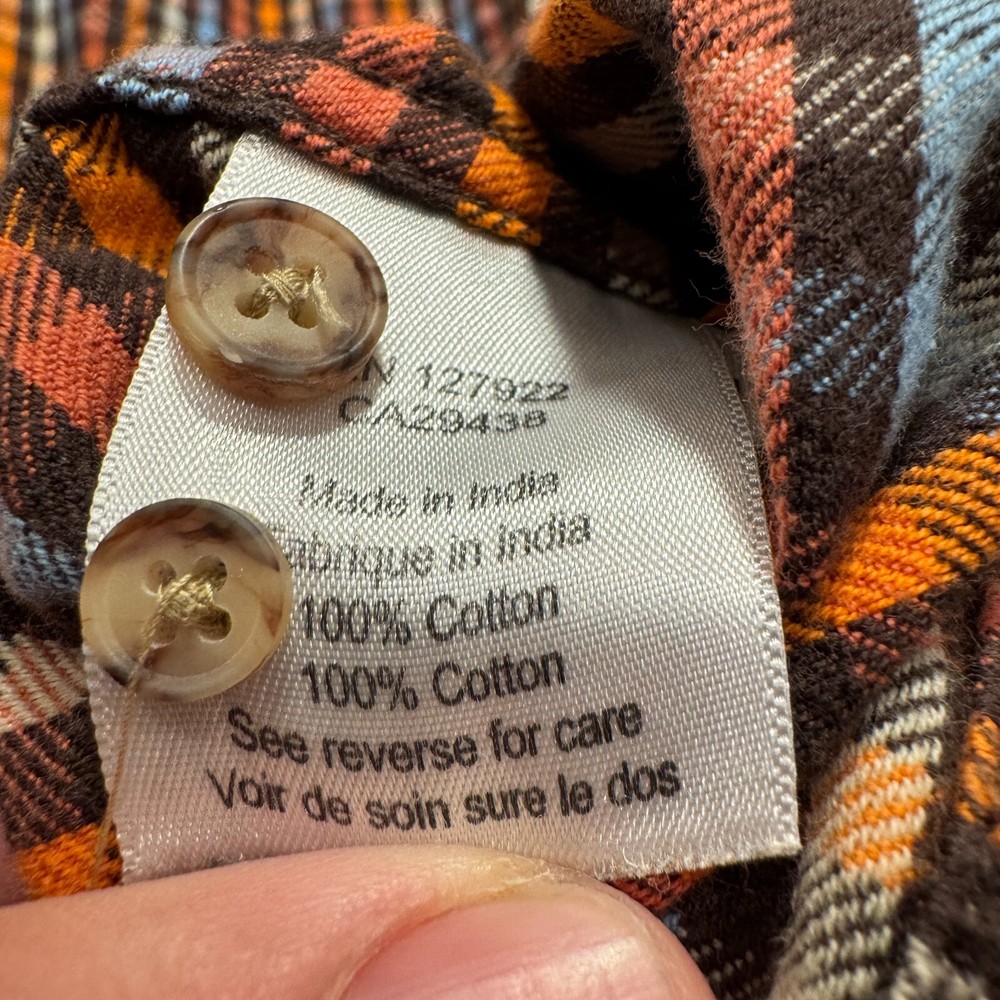 127922
CA29438
Made in India
abrique in India
100% Cotton
100% Cotton
See reverse for care
Voir de soin sure le dos